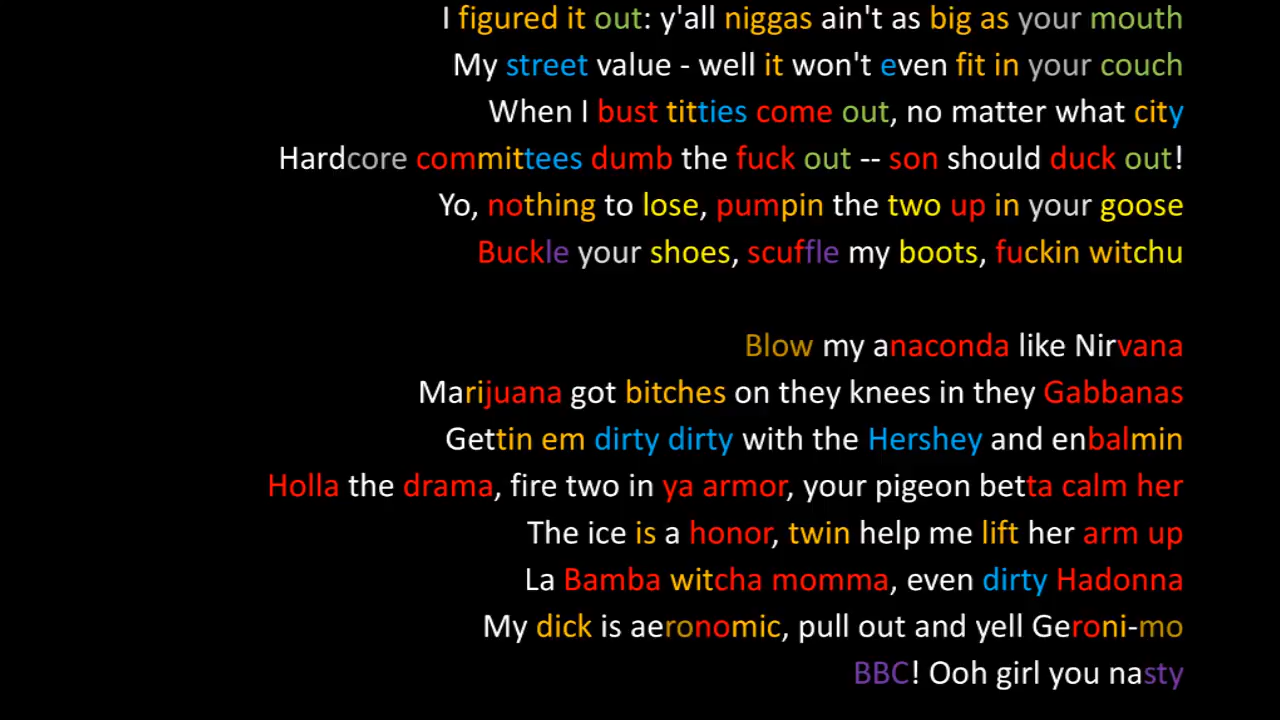 I figured it out: y'all niggas ain't as big as your mouth
My street value - well it won't even fit in your couch
When I bust titties come out, no matter what city
Hardcore committees dumb the fuck out -- son should duck out!
Yo, nothing to lose, pumpin the two up in your goose
Buckle your shoes, scuffle my boots, fuckin witchu
Blow my anaconda like Nirvana
Marijuana got bitches on they knees in they Gabbanas
Gettin em dirty dirty with the Hershey and enbalmin
Holla the drama, fire two in ya armor, your pigeon betta calm her
The ice is a honor, twin help me lift her arm up
La Bamba witcha momma, even dirty Hadonna
My dick is aeronomic, pull out and yell Geroni-mo
BBC! Ooh girl you nasty